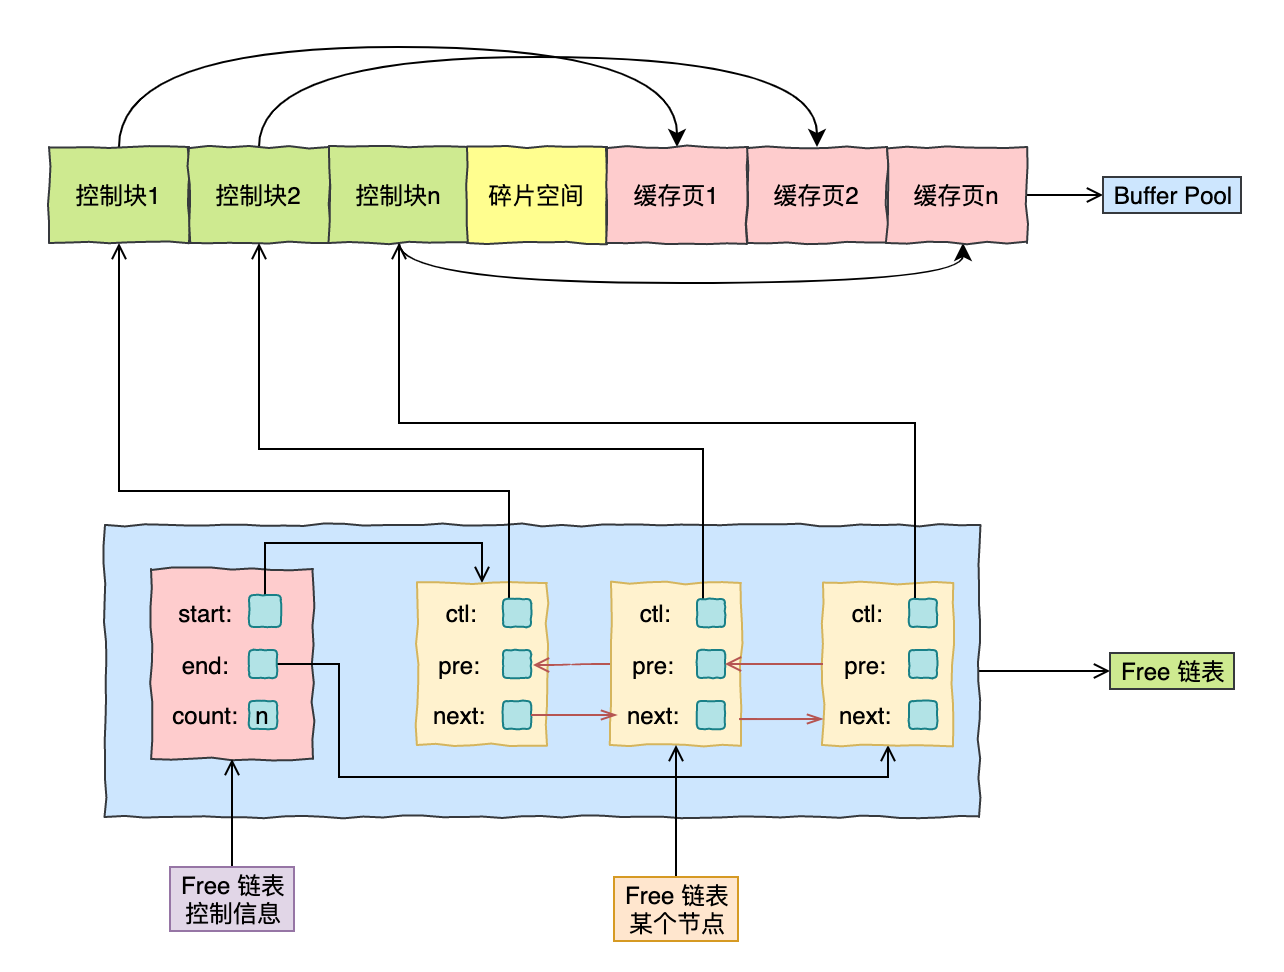 控制块1
控制块2
控制块n
碎片空间
缓存页1
缓存页2
缓存页n
Buffer Pool
start:
end:
count: n
ctl:
pre:
next:
ctl:
pre:
next:
ctl:
pre:
next:
Free 链表
Free 链表
控制信息
Free 链表
某个节点